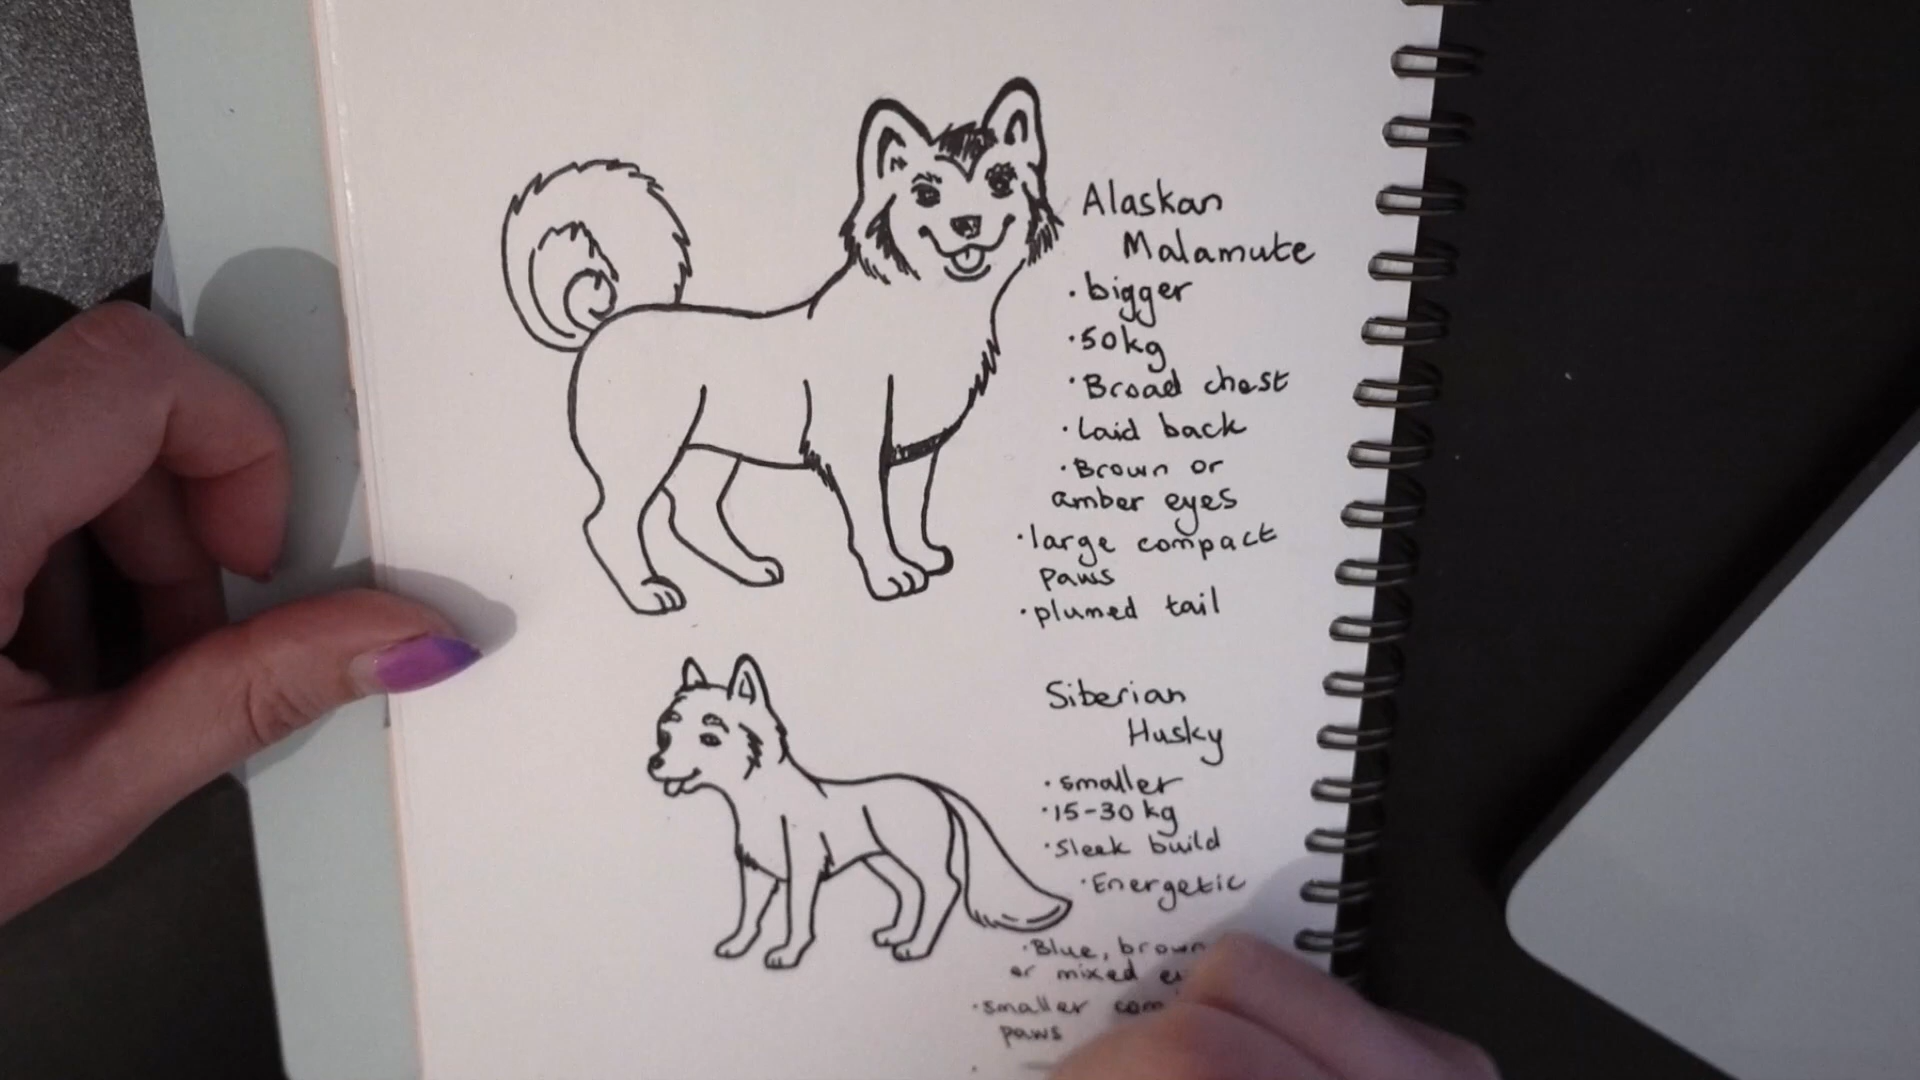 Alaskan
Malamute
• bigger
• 50kg
• Broad chest
• Laid back
• Brown or
amber eyes
• large compact
paws
• plumed tail
Siberian
Husky
• smaller
• 15-30 kg
• Sleek build
• Energetic
• Blue, brown
or mixed
• smaller
paws